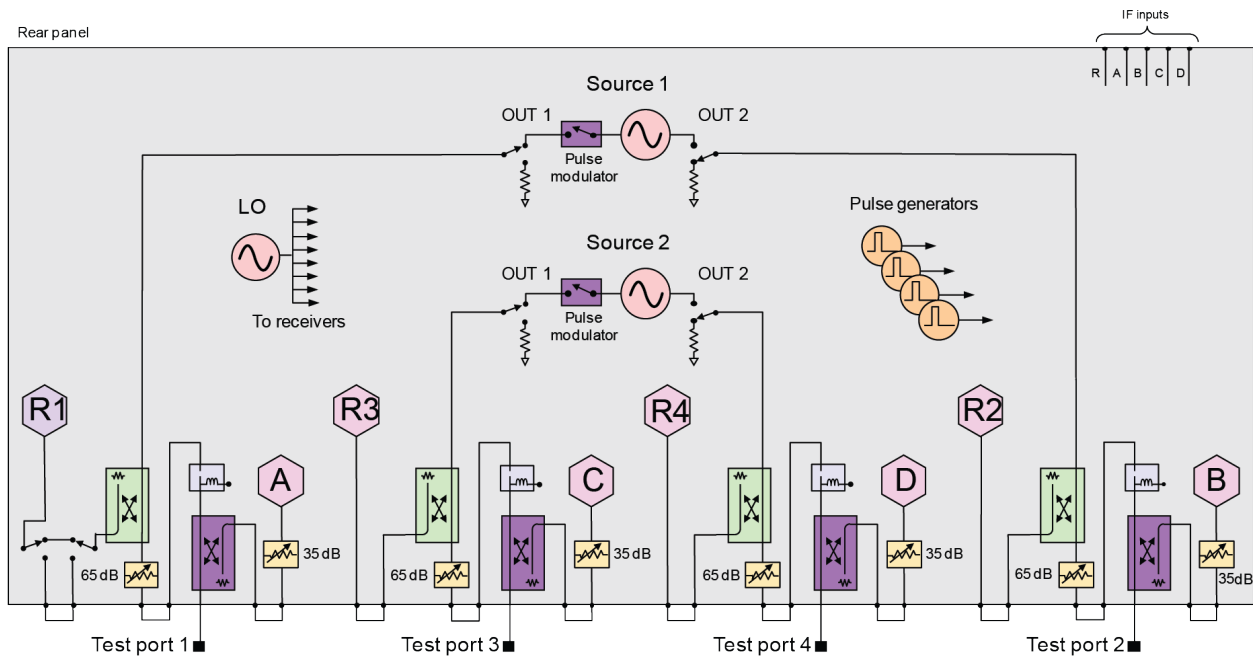 IF inputs
Rear panel
R A B C D
Source 1
OUT 1
OUT 2
Pulse
modulator
LO
To receivers
Source 2
OUT 1
OUT 2
Pulse
modulator
Pulse generators
R1
R3
R4
R2
A
C
D
B
65 dB
35 dB
65 dB
35 dB
65 dB
35 dB
65 dB
35dB
Test port 1
Test port 3
Test port 4
Test port 2